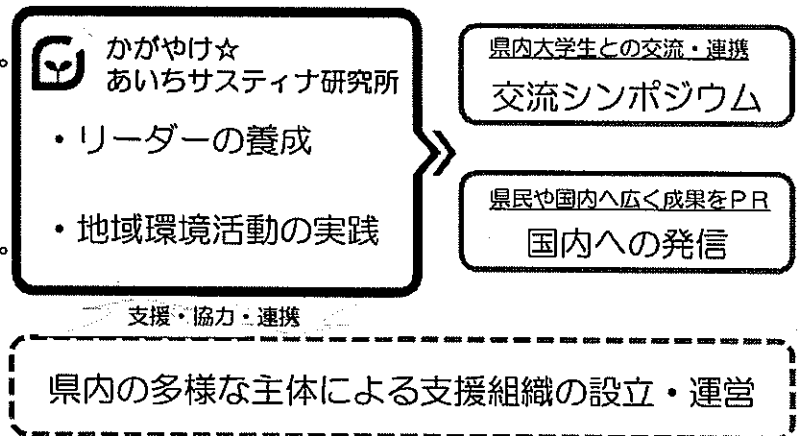 かがやけ☆
あいちサスティナ研究所
・リーダーの養成
・地域環境活動の実践
県内大学生との交流・連携
交流シンポジウム
県民や国内へ広く成果をPR
国内への発信
支援・協力・連携
県内の多様な主体による支援組織の設立・運営